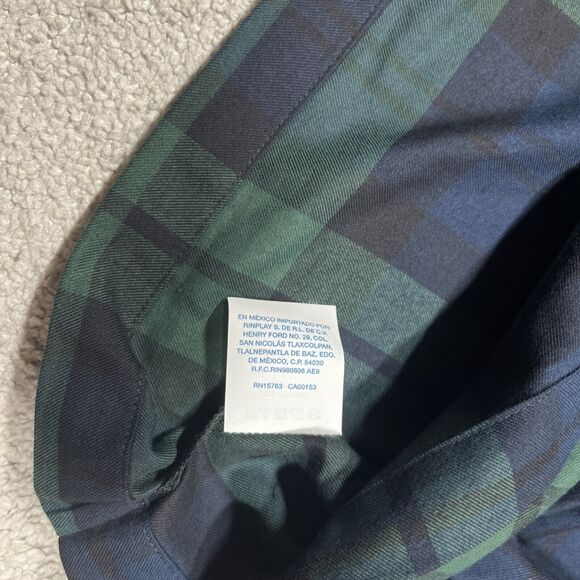 EN MÉXICO IMPORTADO POR:
RINPLAY S. DE R.L. DE C.V.
HENRY FORD NO. 29, COL.
SAN NICOLÁS TLAXCOLPAN,
TLALNEPANTLA DE BAZ, EDO.
DE MÉXICO, C.P. 54030
R.F.C.RIN980806 AE9
RN15763 CA00153